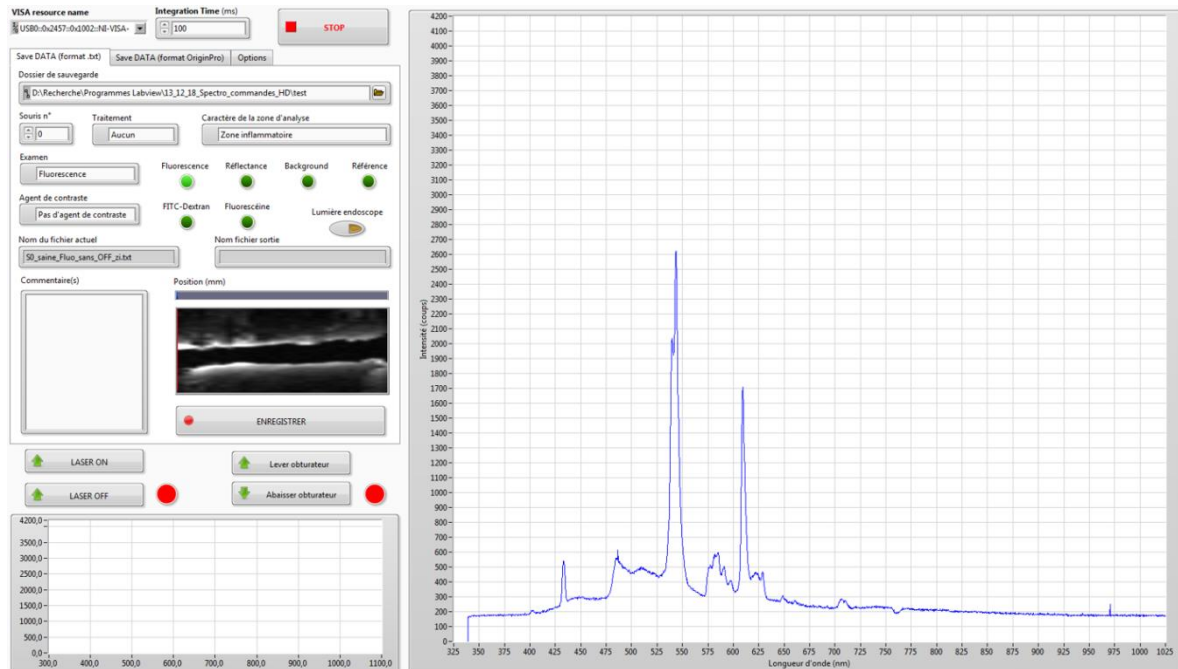 VISA resource name
Integration Time (ms)
USB0::0x2457::0x1002::NI-VISA-
100
STOP
Save DATA (format .txt)
Save DATA (format OriginPro)
Options
Dossier de sauvegarde
D:\Recherche\Programmes Labview\13_12_18_Spectro_commandes_HD\test
Souris n°
Traitement
Caractère de la zone d'analyse
0
Aucun
Zone inflammatoire
Examen
Fluorescence
Réflectance
Background
Référence
Fluorescence
Agent de contraste
FITC-Dextran
Fluorescéine
Lumière endoscope
Pas d'agent de contraste
Nom du fichier actuel
Nom fichier sortie
S0_saine_Fluo_sans_OFF_zi.txt
Commentaire(s)
Position (mm)
ENREGISTRER
LASER ON
Lever obturateur
LASER OFF
Abaisser obturateur
4200,0
3500,0
3000,0
2500,0
2000,0
1500,0
1000,0
500,0
0,0
300,0 400,0 500,0 600,0 700,0 800,0 900,0 1000,0 1100,0
4200
4100
4000
3900
3800
3700
3600
3500
3400
3300
3200
3100
3000
2900
2800
2700
2600
2500
2400
2300
2200
2100
2000
1900
1800
1700
1600
1500
1400
1300
1200
1100
1000
900
800
700
600
500
400
300
200
100
0
Intensité (coups)
325 350 375 400 425 450 475 500 525 550 575 600 625 650 675 700 725 750 775 800 825 850 875 900 925 950 975 1000 1025
Longueur d'onde (nm)